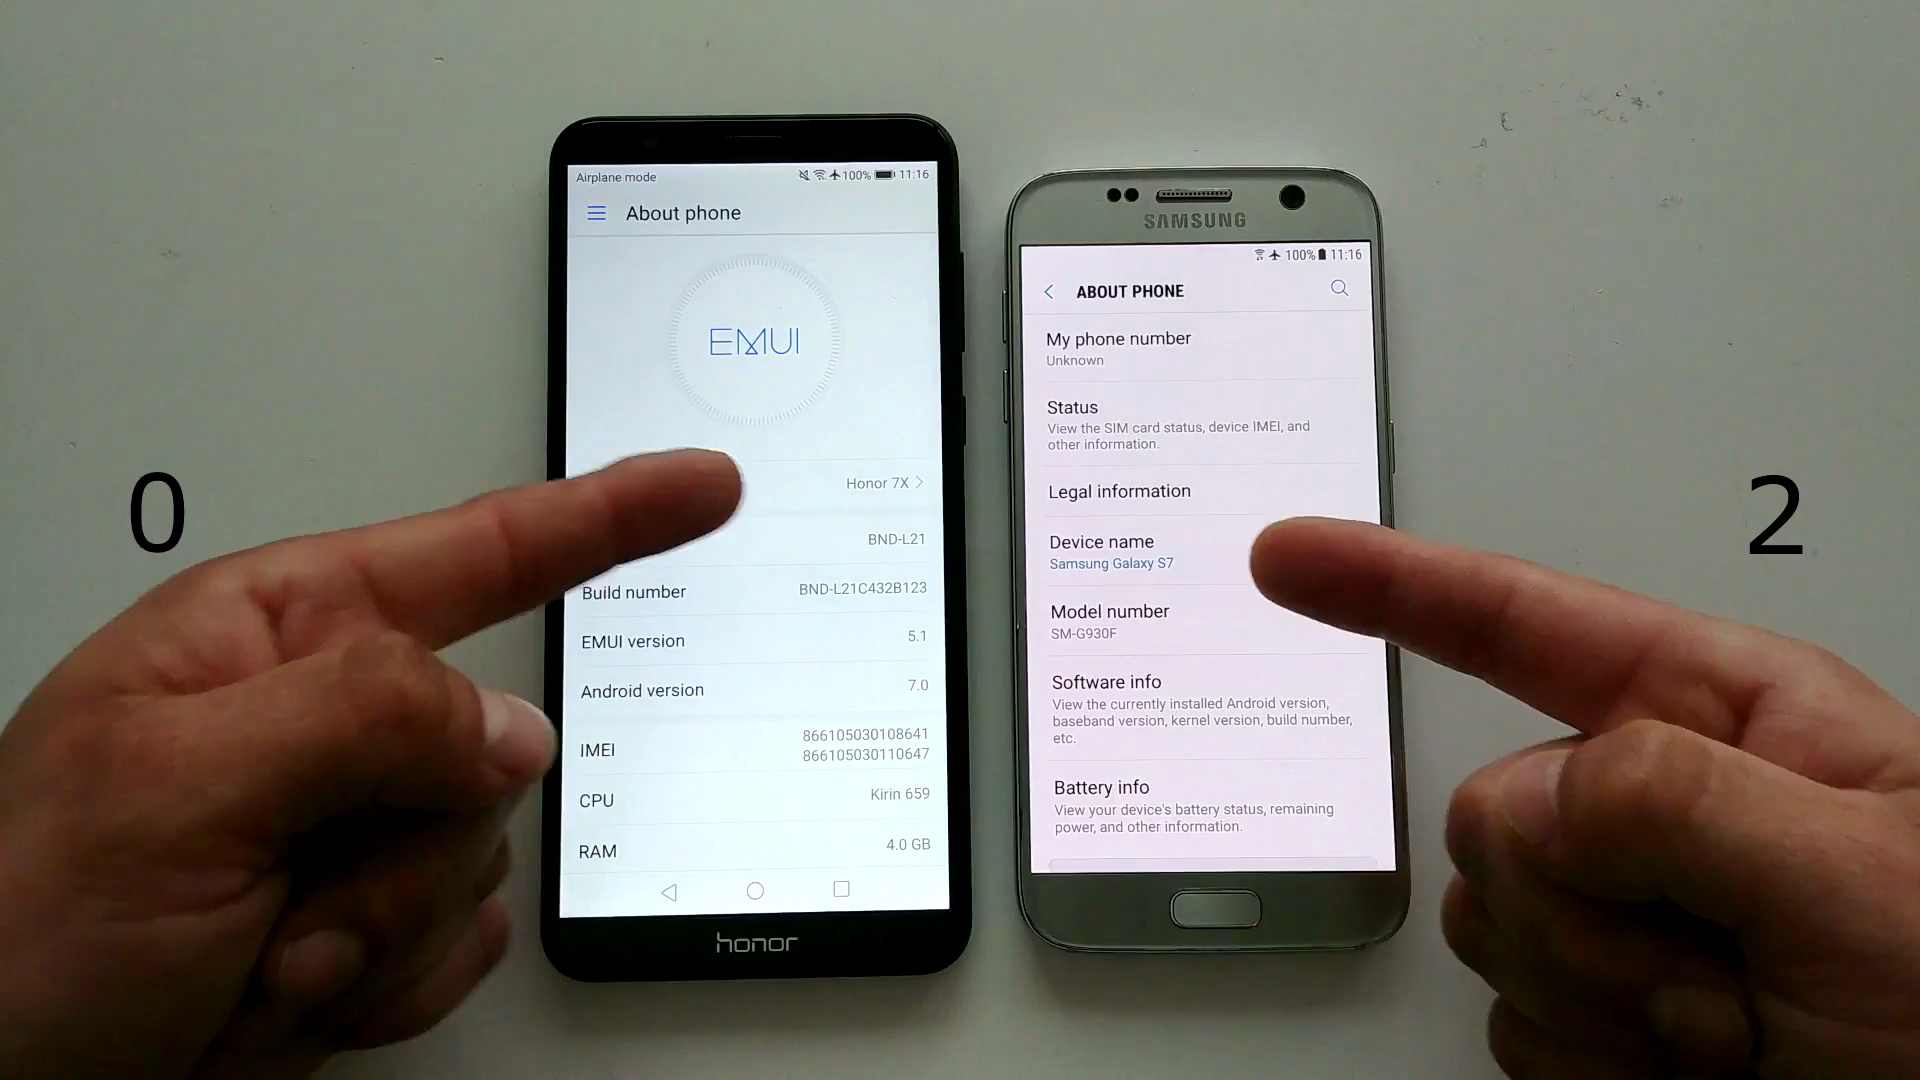 0
Airplane mode
100% 11:16
About phone
EMUI
Honor 7X
BND-L21
Build number
BND-L21C432B123
EMUI version
5.1
Android version
7.0
IMEI
866105030108641
866105030110647
CPU
Kirin 659
RAM
4.0 GB
honor
SAMSUNG
100% 11:16
ABOUT PHONE
My phone number
Unknown
Status
View the SIM card status, device IMEI, and
other information.
Legal information
Device name
Samsung Galaxy S7
Model number
SM-G930F
Software info
View the currently installed Android version,
baseband version, kernel version, build number,
etc.
Battery info
View your device's battery status, remaining
power, and other information.
2